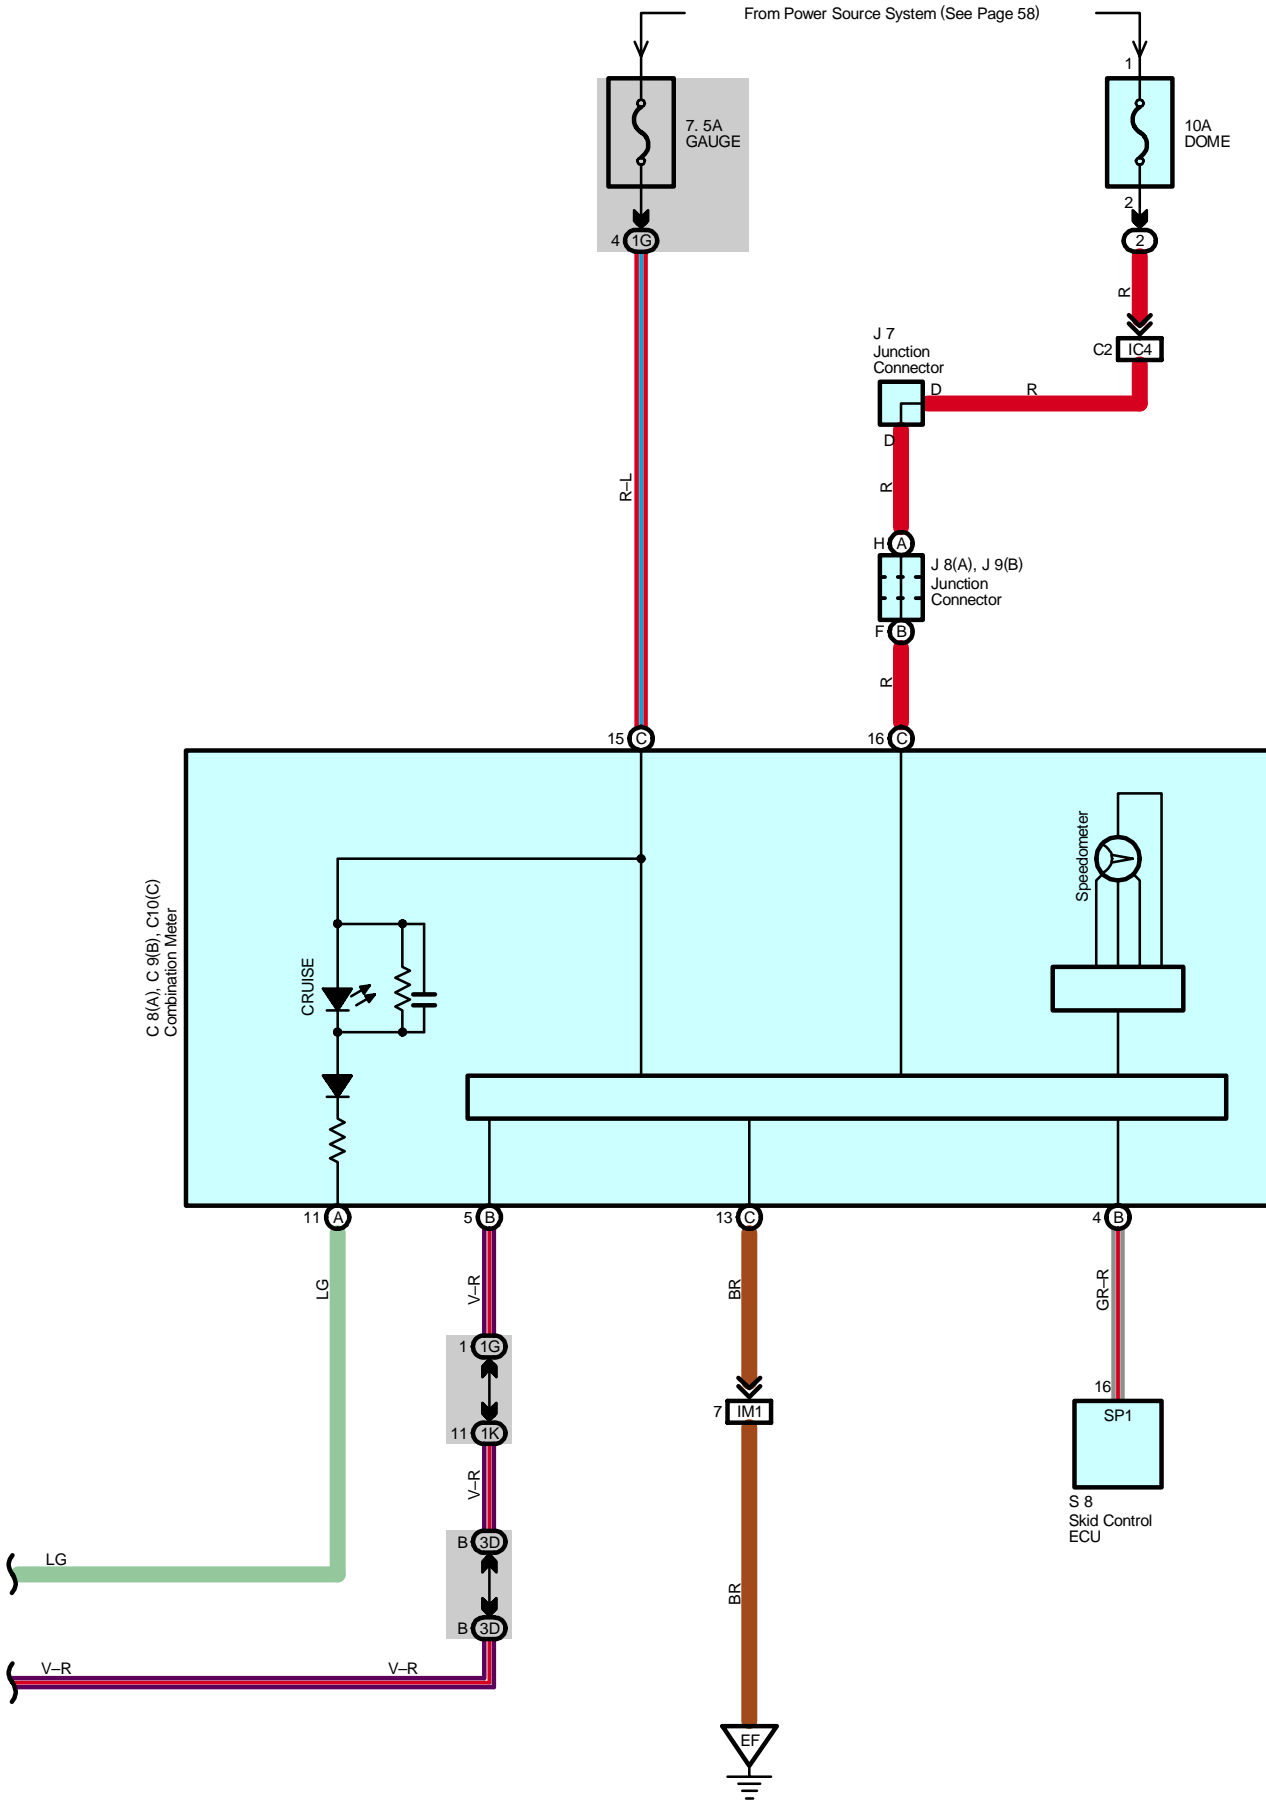 From Power Source System (See Page 58)
1
7. 5A
GAUGE
10A
DOME
2
4 1G
2
R
J 7
Junction
Connector
C2 IC4
D
R
D
R–L
R
H A
J 8(A), J 9(B)
Junction
Connector
F B
R
15 C
16 C
Speedometer
C 8(A), C 9(B), C10(C)
Combination Meter
CRUISE
11 A
5 B
13 C
4 B
LG
V–R
BR
GR–R
1 1G
16
SP1
7 IM1
11 1K
V–R
S 8
Skid Control
ECU
B 3D
LG
BR
B 3D
V–R
V–R
EF